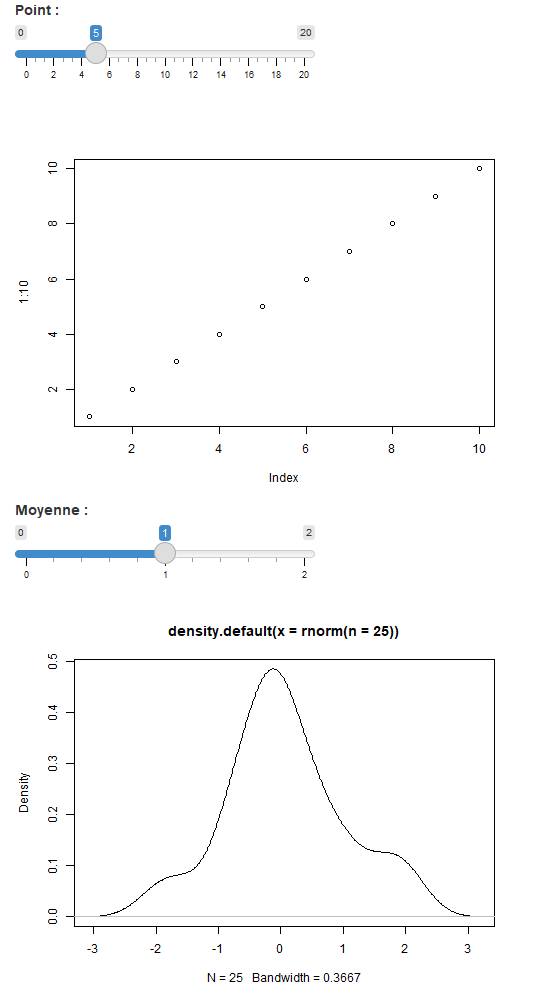 Point :
0 5 20
0 2 4 6 8 10 12 14 16 18 20
10
8
6
4
2
1:10
2 4 6 8 10
Index
Moyenne :
0 1 2
0 1 2
density.default(x = rnorm(n = 25))
0.5
0.4
0.3
0.2
0.1
0.0
Density
-3 -2 -1 0 1 2 3
N = 25 Bandwidth = 0.3667